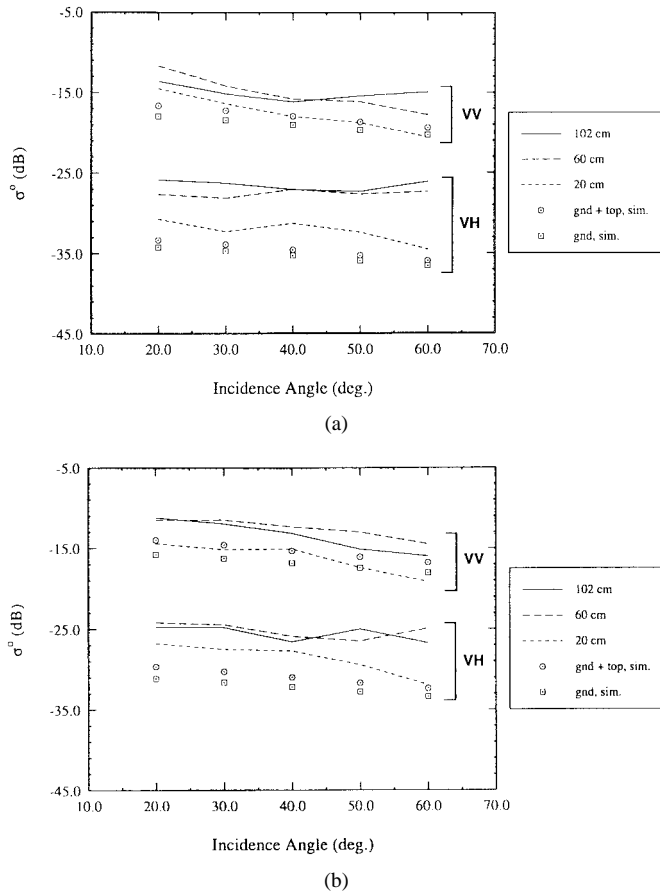 -5.0
-15.0
-25.0
-35.0
-45.0
σ° (dB)
VV
VH
10.0 20.0 30.0 40.0 50.0 60.0 70.0
Incidence Angle (deg.)
102 cm
60 cm
20 cm
gnd + top, sim.
gnd, sim.
(a)
-5.0
-15.0
-25.0
-35.0
-45.0
σ° (dB)
VV
VH
10.0 20.0 30.0 40.0 50.0 60.0 70.0
Incidence Angle (deg.)
102 cm
60 cm
20 cm
gnd + top, sim.
gnd, sim.
(b)